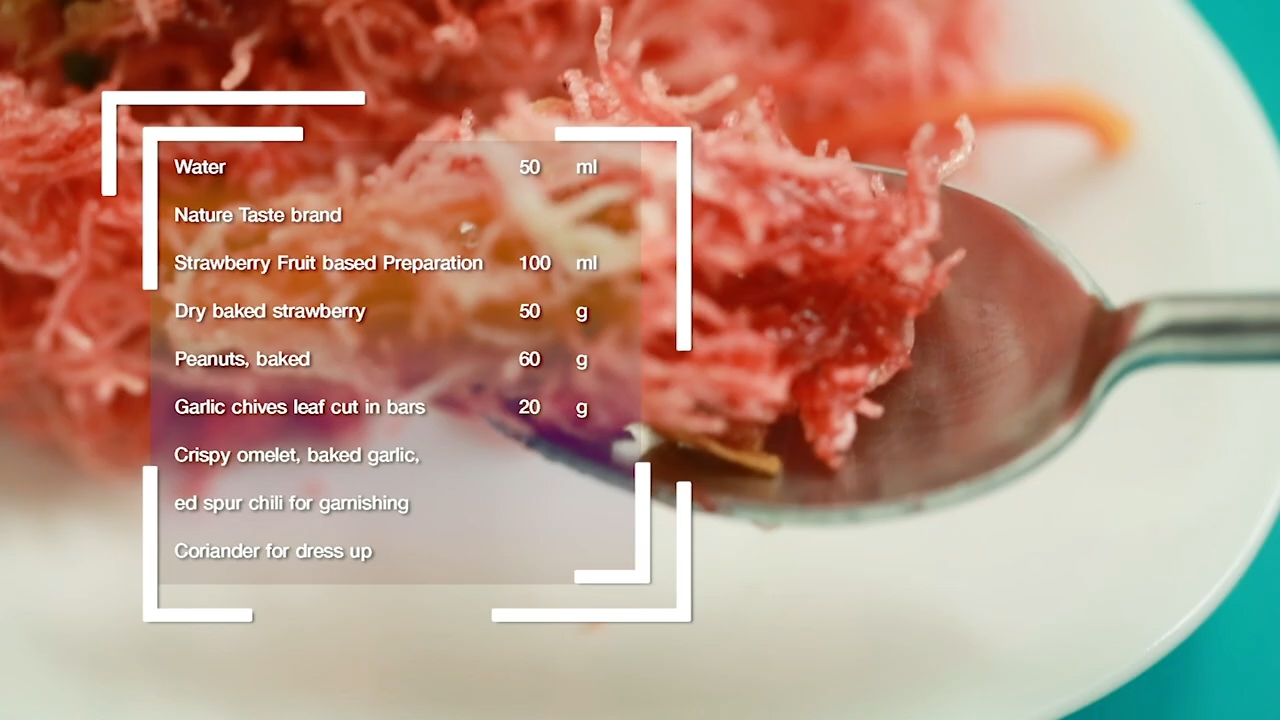 Water 50 ml
Nature Taste brand
Strawberry Fruit based Preparation 100 ml
Dry baked strawberry 50 g
Peanuts, baked 60 g
Garlic chives leaf cut in bars 20 g
Crispy omelet, baked garlic,
ed spur chili for garnishing
Coriander for dress up